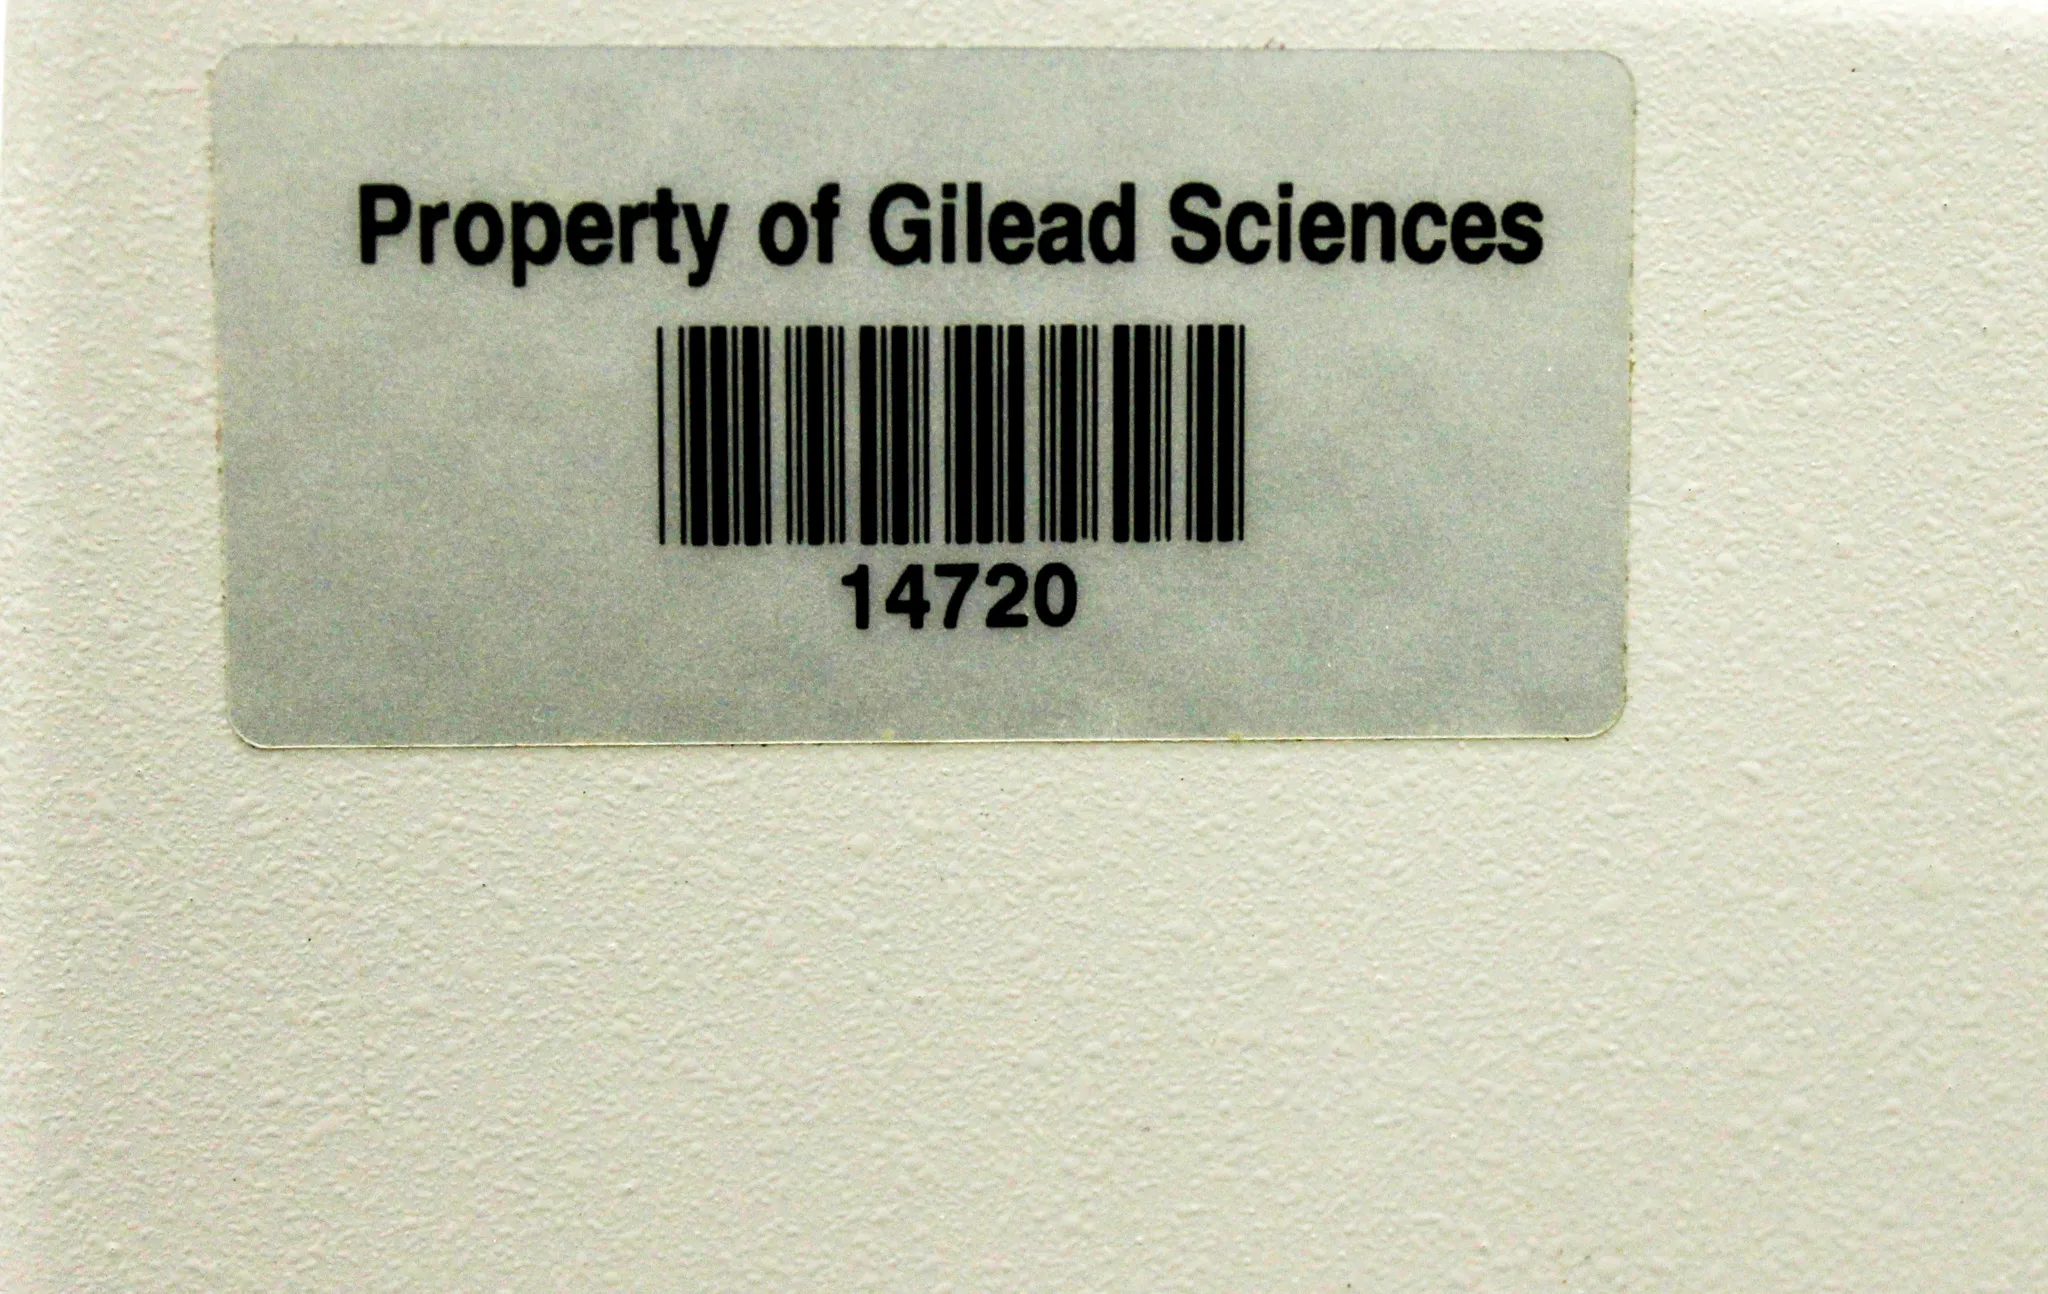 Property of Gilead Sciences
14720